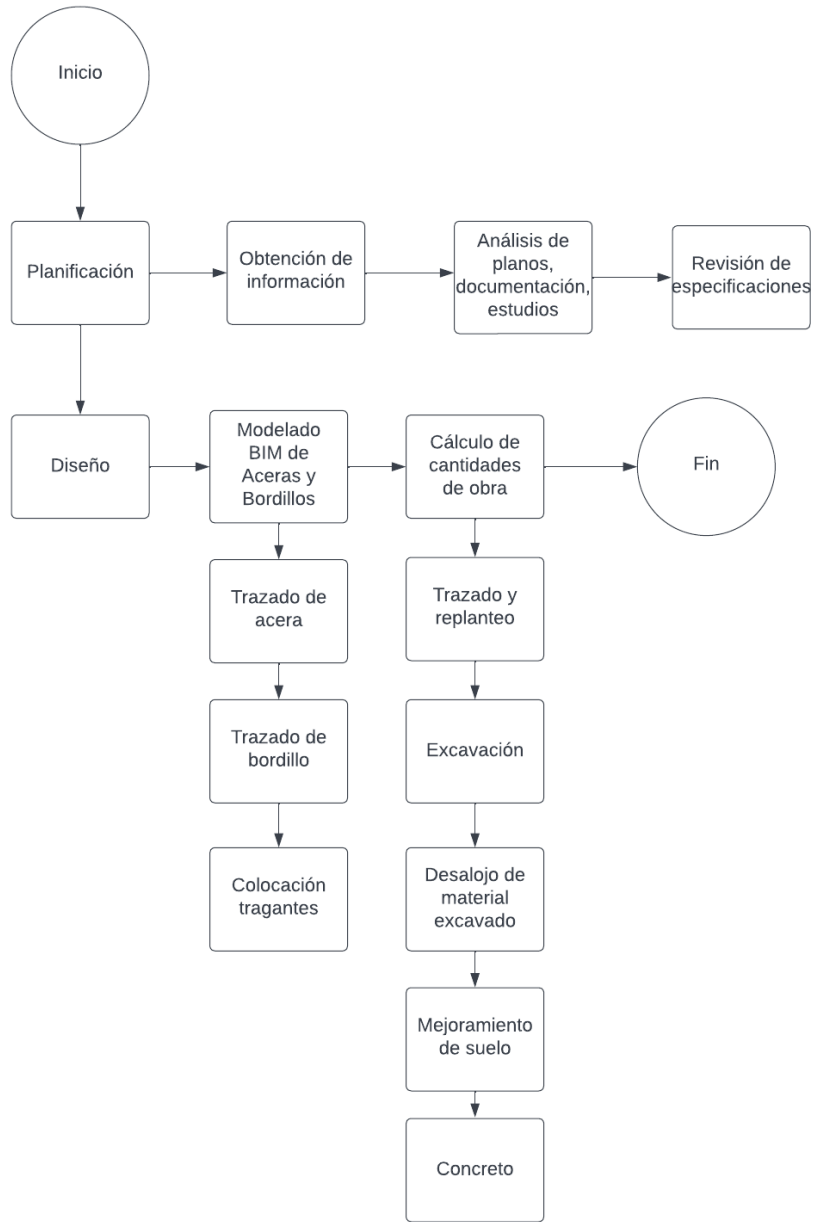 Inicio
Planificación
Obtención de
información
Análisis de
planos,
documentación,
estudios
Revisión de
especificaciones
Diseño
Modelado
BIM de
Aceras y
Bordillos
Cálculo de
cantidades
de obra
Fin
Trazado de
acera
Trazado y
replanteo
Trazado de
bordillo
Excavación
Colocación
tragantes
Desalojo de
material
excavado
Mejoramiento
de suelo
Concreto